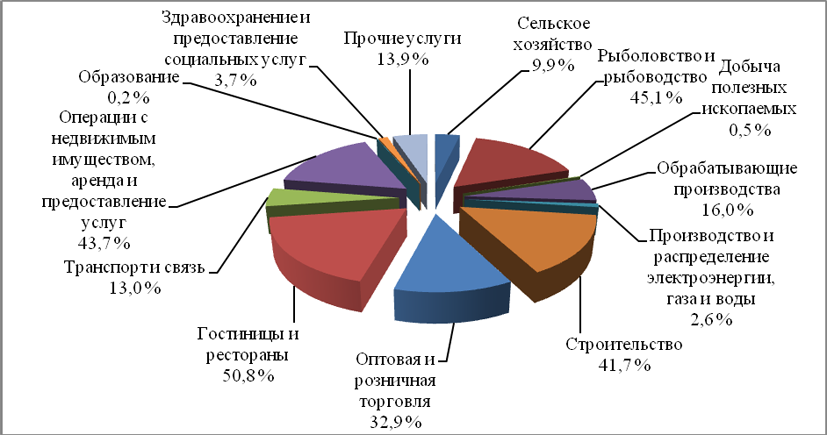 Здравоохранение и
предоставление
социальных услуг
3,7%
Прочие услуги
13,9%
Сельское
хозяйство
9,9%
Рыболовство и
рыбоводство
45,1%
Добыча
полезных
ископаемых
0,5%
Обрабатывающие
производства
16,0%
Производство и
распределение
электроэнергии,
газа и воды
2,6%
Строительство
41,7%
Оптовая и
розничная
торговля
32,9%
Гостиницы и
рестораны
50,8%
Транспорт и связь
13,0%
Операции с
недвижимым
имуществом,
аренда и
предоставление
услуг
43,7%
Образование
0,2%